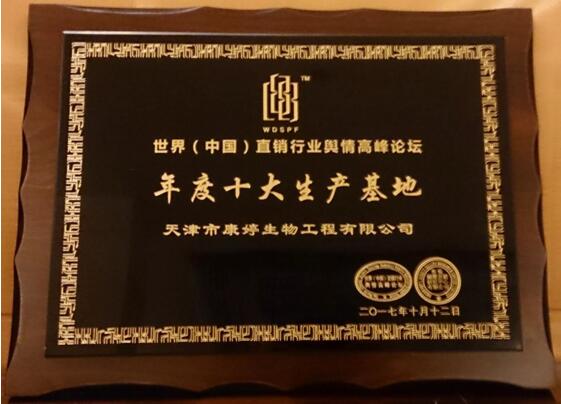 TM
WDSPF
世界（中国）直销行业舆情高峰论坛
年度十大生产基地
天津市康婷生物工程有限公司
二〇一七年十月十二日